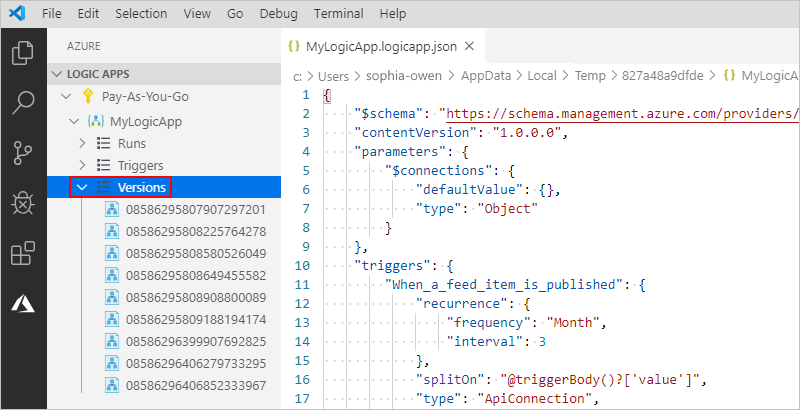 File Edit Selection View Go Debug Terminal Help
AZURE
LOGIC APPS
Pay-As-You-Go
MyLogicApp
Runs
Triggers
Versions
08586295807907297201
08586295808225764278
08586295808580526049
08586295808649455582
08586295808908800089
08586295809188194174
08586296399907692825
08586296406279733295
08586296406852333967
MyLogicApp.logicapp.json
c: > Users > sophia-owen > AppData > Local > Temp > 827a48a9dfde > {} MyLogicA
1 {
2 "$schema": "https://schema.management.azure.com/providers/
3 "contentVersion": "1.0.0.0",
4 "parameters": {
5 "$connections": {
6 "defaultValue": {},
7 "type": "Object"
8 }
9 },
10 "triggers": {
11 "When_a_feed_item_is_published": {
12 "recurrence": {
13 "frequency": "Month",
14 "interval": 3
15 },
16 "splitOn": "@triggerBody()?['value']",
17 "type": "ApiConnection",